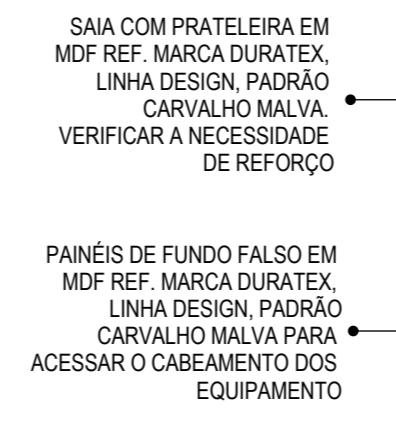 SAIA COM PRATELEIRA EM
MDF REF. MARCA DURATEX,
LINHA DESIGN, PADRÃO
CARVALHO MALVA.
VERIFICAR A NECESSIDADE
DE REFORÇO
PAINÉIS DE FUNDO FALSO EM
MDF REF. MARCA DURATEX,
LINHA DESIGN, PADRÃO
CARVALHO MALVA PARA
ACESSAR O CABEAMENTO DOS
EQUIPAMENTO